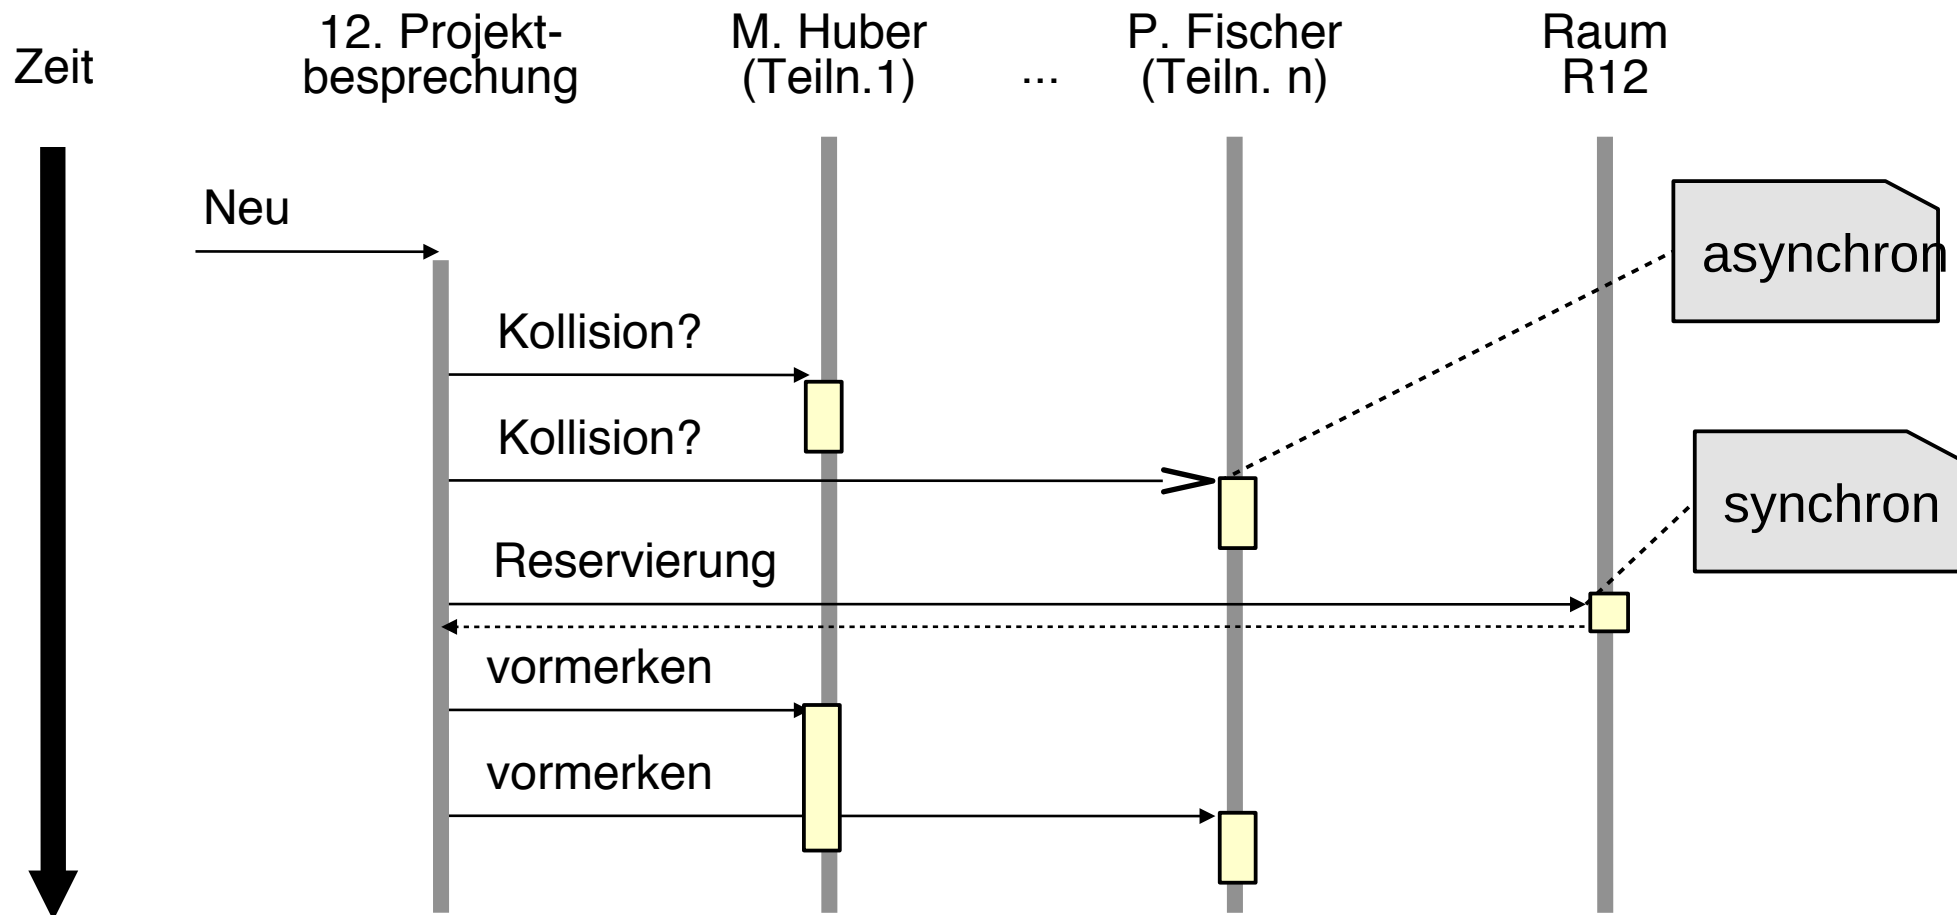 Zeit
12. Projekt-
besprechung
M. Huber
(Teiln.1)
...
P. Fischer
(Teiln. n)
Raum
R12
Neu
asynchron
Kollision?
Kollision?
synchron
Reservierung
vormerken
vormerken